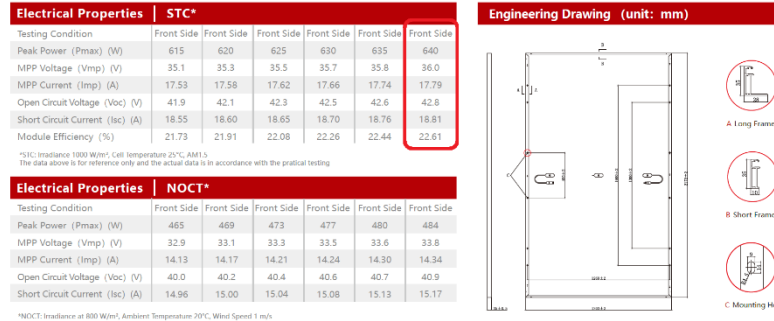 Electrical Properties | STC*
Testing Condition Front Side Front Side Front Side Front Side Front Side Front Side
Peak Power (Pmax) (W) 615 620 625 630 635 640
MPP Voltage (Vmp) (V) 35.1 35.3 35.5 35.7 35.8 36.0
MPP Current (Imp) (A) 17.53 17.58 17.62 17.66 17.74 17.79
Open Circuit Voltage (Voc) (V) 41.9 42.1 42.3 42.5 42.6 42.8
Short Circuit Current (Isc) (A) 18.55 18.60 18.65 18.70 18.76 18.81
Module Efficiency (%) 21.73 21.91 22.08 22.26 22.44 22.61
*STC: Irradiance 1000 W/m², Cell Temperature 25°C, AM1.5
The data above is for reference only and the actual data is in accordance with the pratical testing
Electrical Properties | NOCT*
Testing Condition Front Side Front Side Front Side Front Side Front Side Front Side
Peak Power (Pmax) (W) 465 469 473 477 480 484
MPP Voltage (Vmp) (V) 32.9 33.1 33.3 33.5 33.6 33.8
MPP Current (Imp) (A) 14.13 14.17 14.21 14.24 14.30 14.34
Open Circuit Voltage (Voc) (V) 40.0 40.2 40.4 40.6 40.7 40.9
Short Circuit Current (Isc) (A) 14.96 15.00 15.04 15.08 15.13 15.17
*NOCT: Irradiance at 800 W/m², Ambient Temperature 20°C, Wind Speed 1 m/s
Engineering Drawing (unit: mm)
A Long Frame
B Short Frame
C Mounting Ho